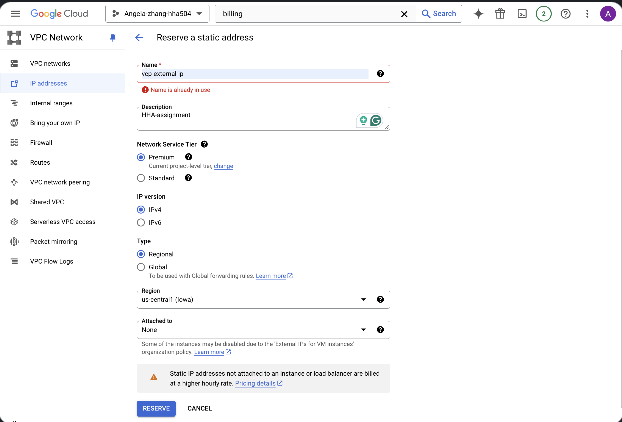 Google Cloud
Angela-zhang-hha504
billing
Search
2
A
VPC Network
Reserve a static address
VPC networks
IP addresses
Internal ranges
Bring your own IP
Firewall
Routes
VPC network peering
Shared VPC
Serverless VPC access
Packet mirroring
VPC Flow Logs
Name *
vcp external ip
Name is already in use
Description
HHA-assignment
Network Service Tier
Premium
Current project-level tier, change
Standard
IP version
IPv4
IPv6
Type
Regional
Global
To be used with Global forwarding rules. Learn more
Region
us-central1 (Iowa)
Attached to
None
Some of the instances may be disabled due to the 'External IPs for VM instances'
organization policy. Learn more
Static IP addresses not attached to an instance or load balancer are billed
at a higher hourly rate. Pricing details
RESERVE
CANCEL